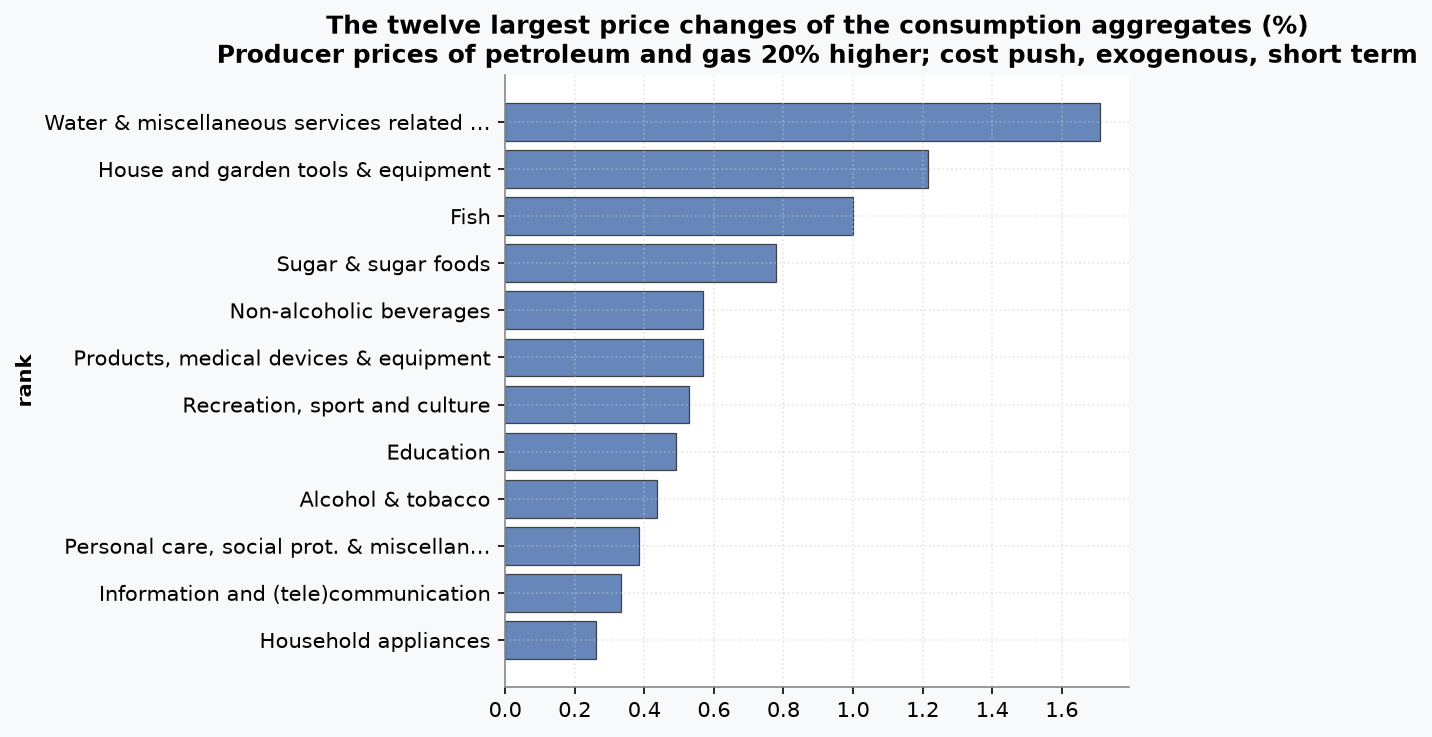 The twelve largest price changes of the consumption aggregates (%)
Producer prices of petroleum and gas 20% higher; cost push, exogenous, short term
rank
Water & miscellaneous services related ...
House and garden tools & equipment
Fish
Sugar & sugar foods
Non-alcoholic beverages
Products, medical devices & equipment
Recreation, sport and culture
Education
Alcohol & tobacco
Personal care, social prot. & miscellan...
Information and (tele)communication
Household appliances
0.0 0.2 0.4 0.6 0.8 1.0 1.2 1.4 1.6